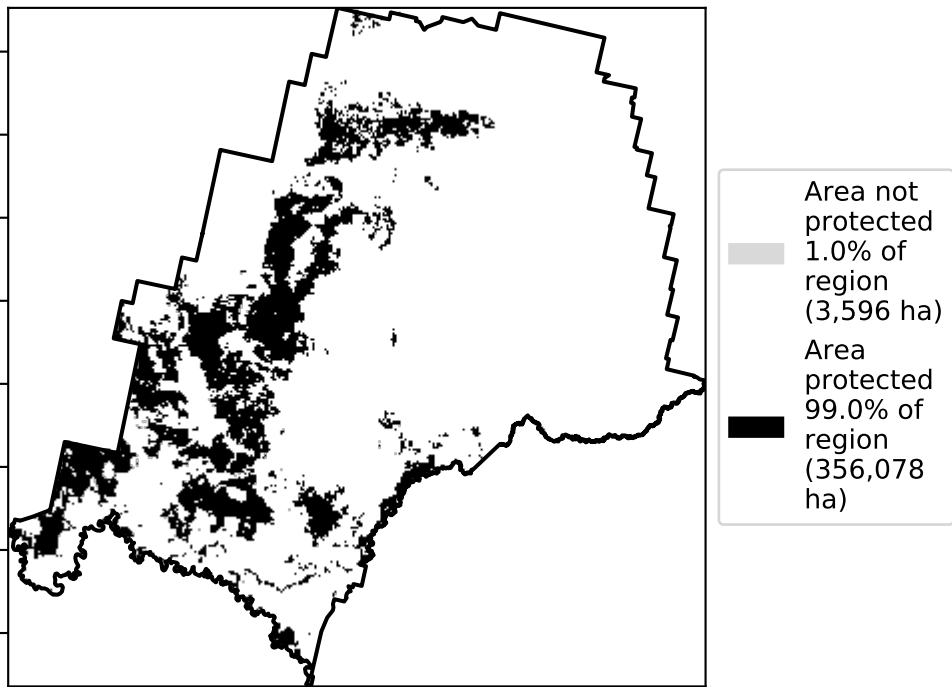 Area not
protected
1.0% of
region
(3,596 ha)
Area
protected
99.0% of
region
(356,078
ha)